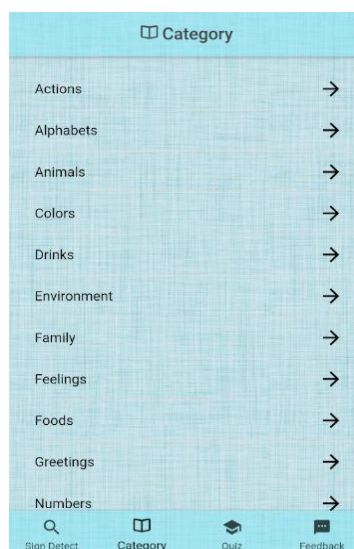 Category
Actions
Alphabets
Animals
Colors
Drinks
Environment
Family
Feelings
Foods
Greetings
Numbers
Sign Detect Category Quiz Feedback